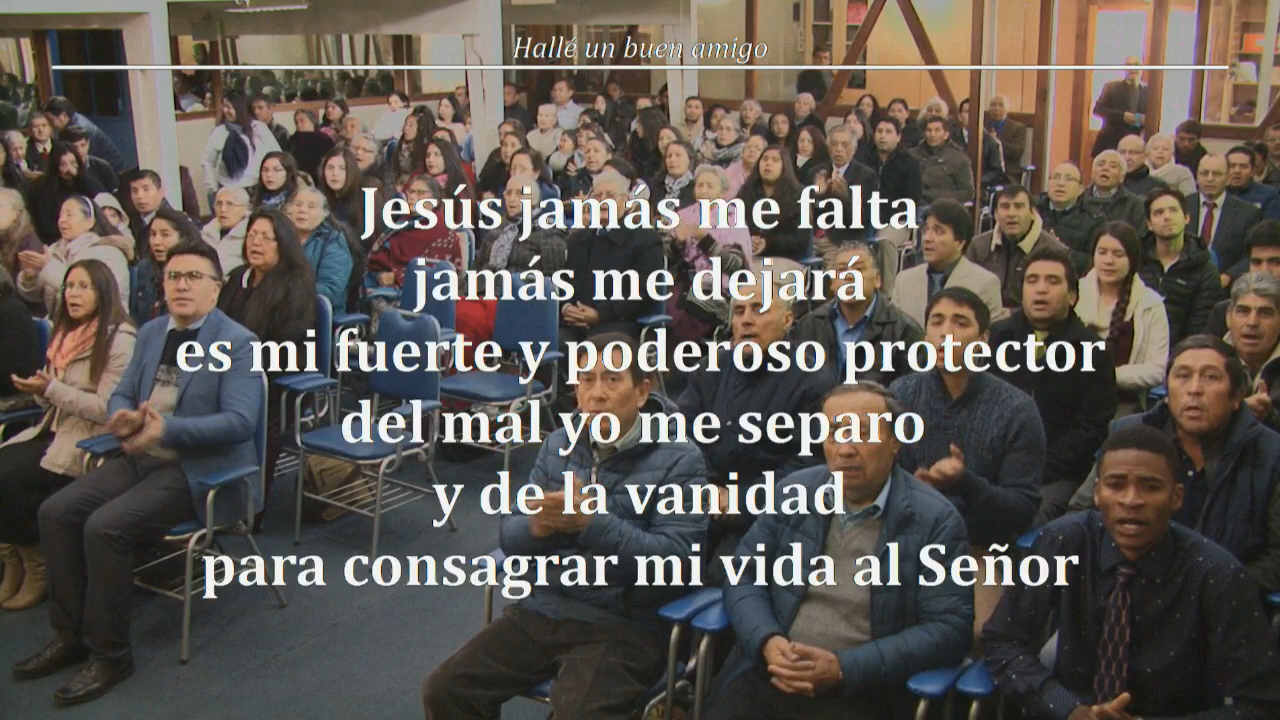 Hallé un buen amigo
Jesús jamás me falta
jamás me dejará
es mi fuerte y poderoso protector
del mal yo me separo
y de la vanidad
para consagrar mi vida al Señor